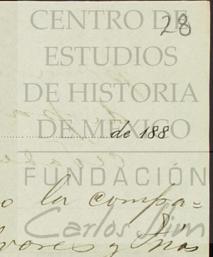 28
CENTRO DE
ESTUDIOS
DE HISTORIA
DE MEXICO
de 188
FUNDACIÓN
Carlos Slim
o la compa-